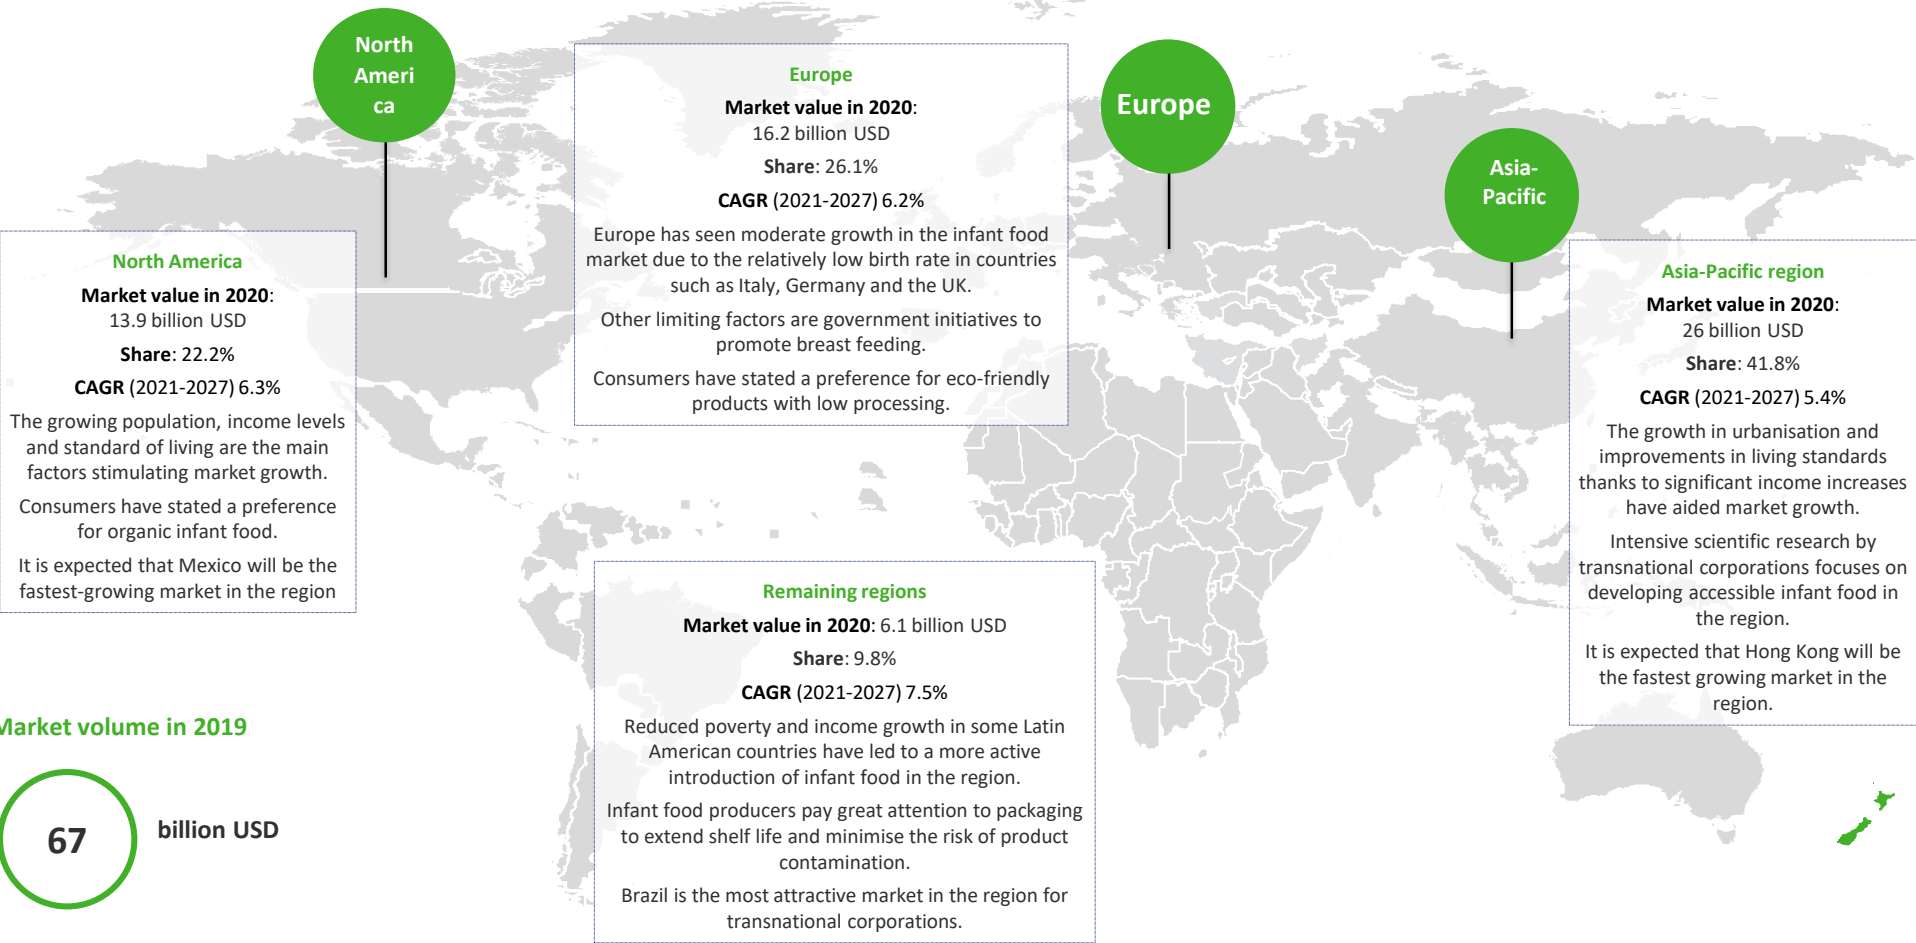 North
Ameri
ca
Europe
Asia-
Pacific
North America
Market value in 2020:
13.9 billion USD
Share: 22.2%
CAGR (2021-2027) 6.3%
The growing population, income levels
and standard of living are the main
factors stimulating market growth.
Consumers have stated a preference
for organic infant food.
It is expected that Mexico will be the
fastest-growing market in the region
Europe
Market value in 2020:
16.2 billion USD
Share: 26.1%
CAGR (2021-2027) 6.2%
Europe has seen moderate growth in the infant food
market due to the relatively low birth rate in countries
such as Italy, Germany and the UK.
Other limiting factors are government initiatives to
promote breast feeding.
Consumers have stated a preference for eco-friendly
products with low processing.
Asia-Pacific region
Market value in 2020:
26 billion USD
Share: 41.8%
CAGR (2021-2027) 5.4%
The growth in urbanisation and
improvements in living standards
thanks to significant income increases
have aided market growth.
Intensive scientific research by
transnational corporations focuses on
developing accessible infant food in
the region.
It is expected that Hong Kong will be
the fastest growing market in the
region.
Remaining regions
Market value in 2020: 6.1 billion USD
Share: 9.8%
CAGR (2021-2027) 7.5%
Reduced poverty and income growth in some Latin
American countries have led to a more active
introduction of infant food in the region.
Infant food producers pay great attention to packaging
to extend shelf life and minimise the risk of product
contamination.
Brazil is the most attractive market in the region for
transnational corporations.
Market volume in 2019
67
billion USD